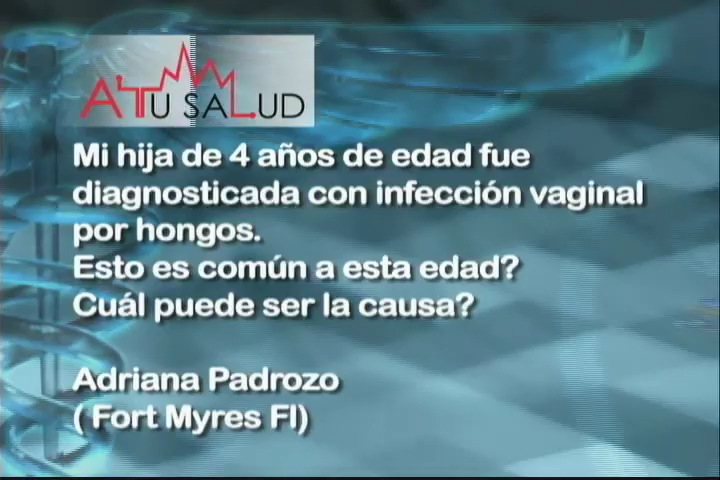 A TU SALUD
Mi hija de 4 años de edad fue
diagnosticada con infección vaginal
por hongos.
Esto es común a esta edad?
Cuál puede ser la causa?
Adriana Padrozo
( Fort Myres Fl)